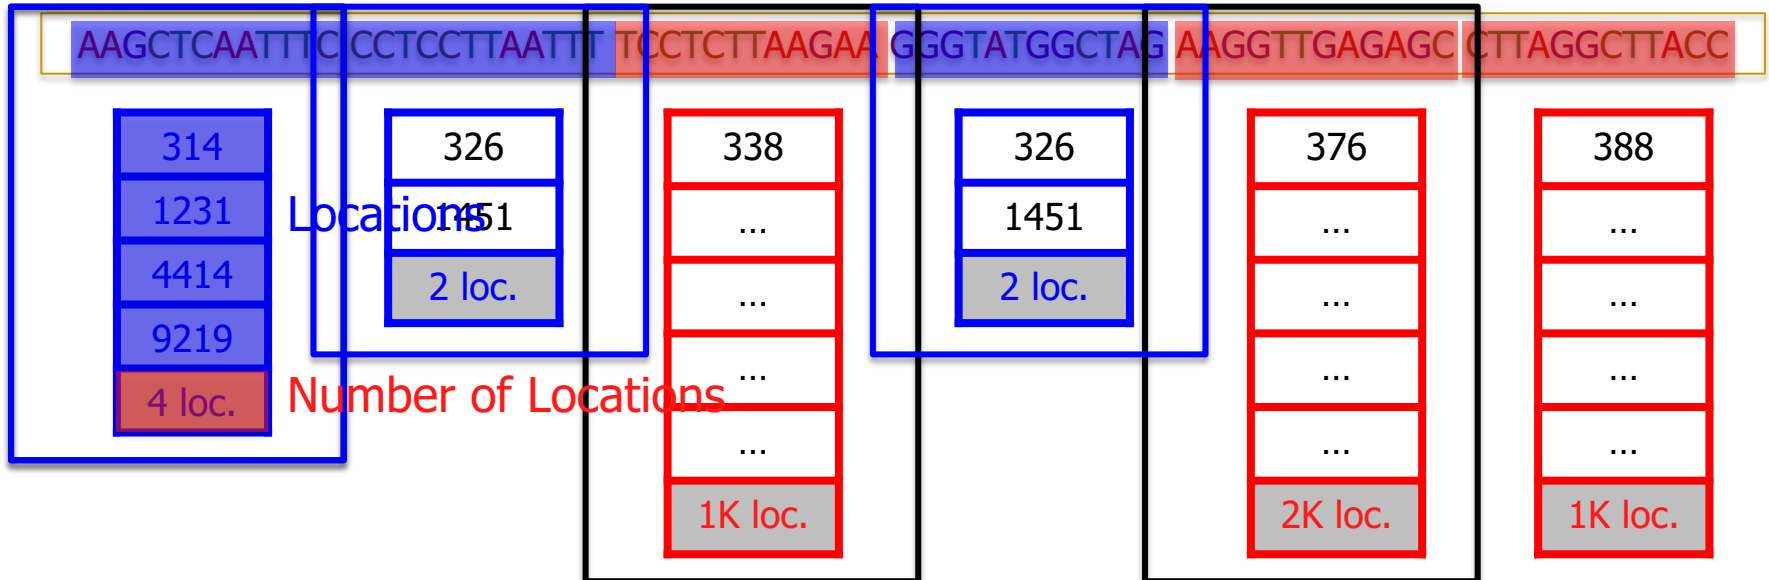 AAGCTCAATTTC CCTCCTTAATTT TCCTCTTAAGAA GGGTATGGCTAG AAGGTTGAGAGC CTTAGGCTTACC
314 326 338 326 376 388
1231 Locations 1451 ... 1451 ... ...
4414 2 loc. ... 2 loc. ... ...
9219 ... ... ...
4 loc. Number of Locations ... ... ...
1K loc. 2K loc. 1K loc.